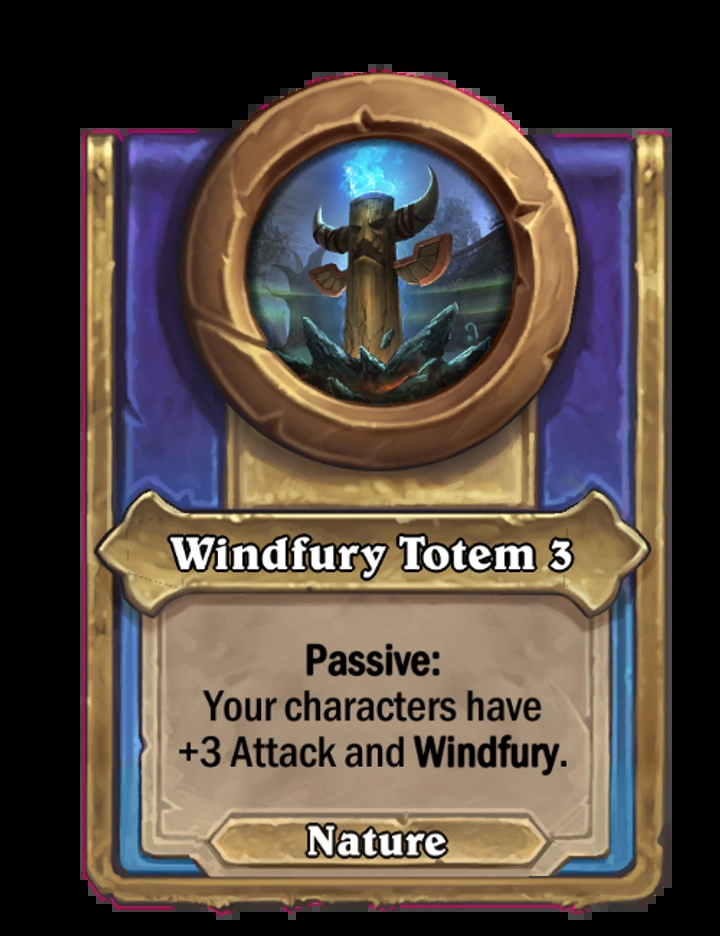 Windfury Totem 3
Passive:
Your characters have
+3 Attack and Windfury.
Nature